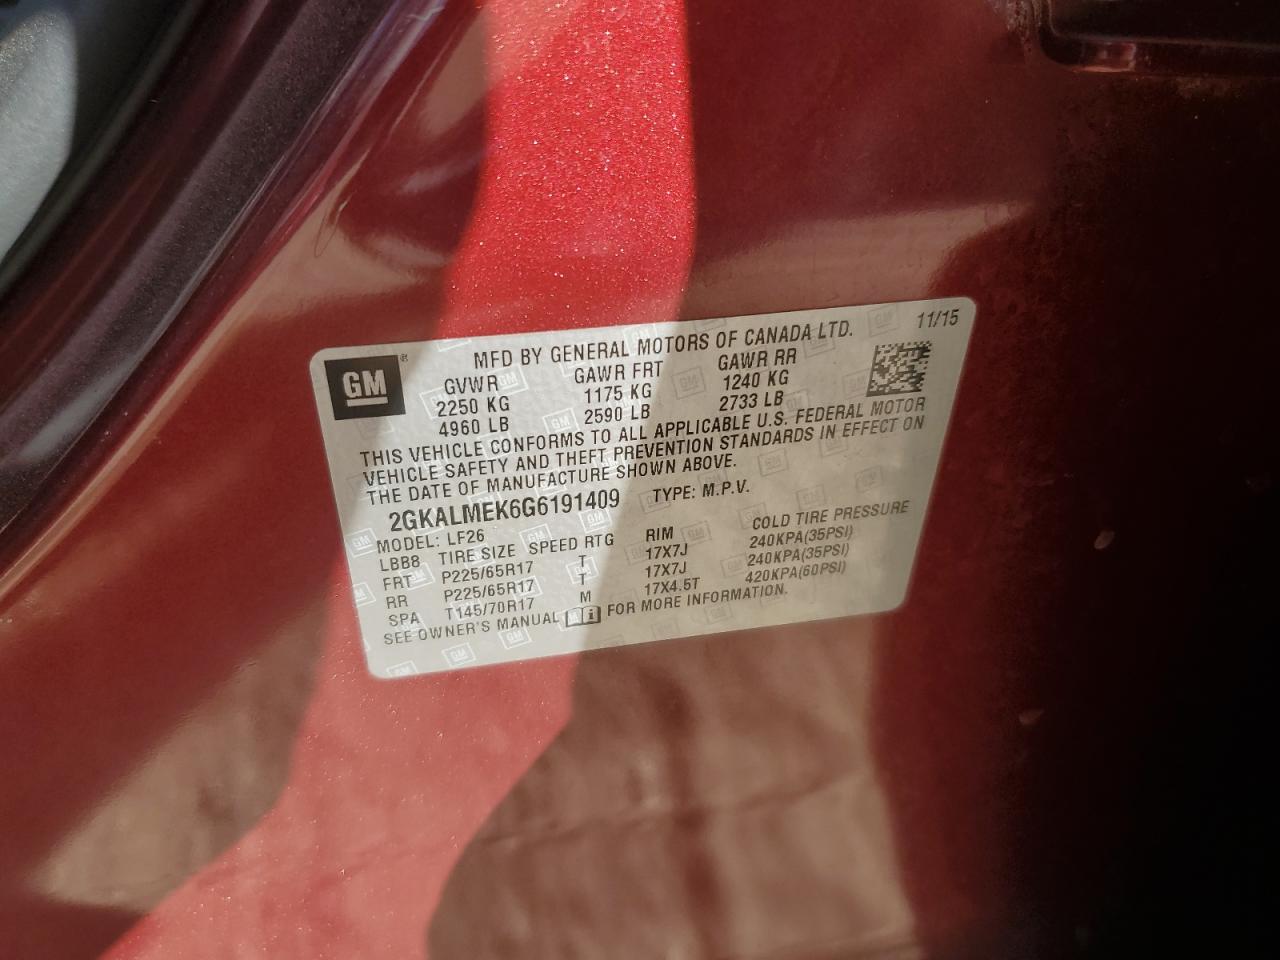 GM
MFD BY GENERAL MOTORS OF CANADA LTD. 11/15
GVWR GAWR FRT GAWR RR
2250 KG 1175 KG 1240 KG
4960 LB 2590 LB 2733 LB
THIS VEHICLE CONFORMS TO ALL APPLICABLE U.S. FEDERAL MOTOR
VEHICLE SAFETY AND THEFT PREVENTION STANDARDS IN EFFECT ON
THE DATE OF MANUFACTURE SHOWN ABOVE.
2GKALMEK6G6191409 TYPE: M.P.V.
MODEL: LF26
LBB8 TIRE SIZE SPEED RTG RIM COLD TIRE PRESSURE
FRT P225/65R17 T 17X7J 240KPA(35PSI)
RR P225/65R17 T 17X7J 240KPA(35PSI)
SPA T145/70R17 M 17X4.5T 420KPA(60PSI)
SEE OWNER'S MANUAL FOR MORE INFORMATION.